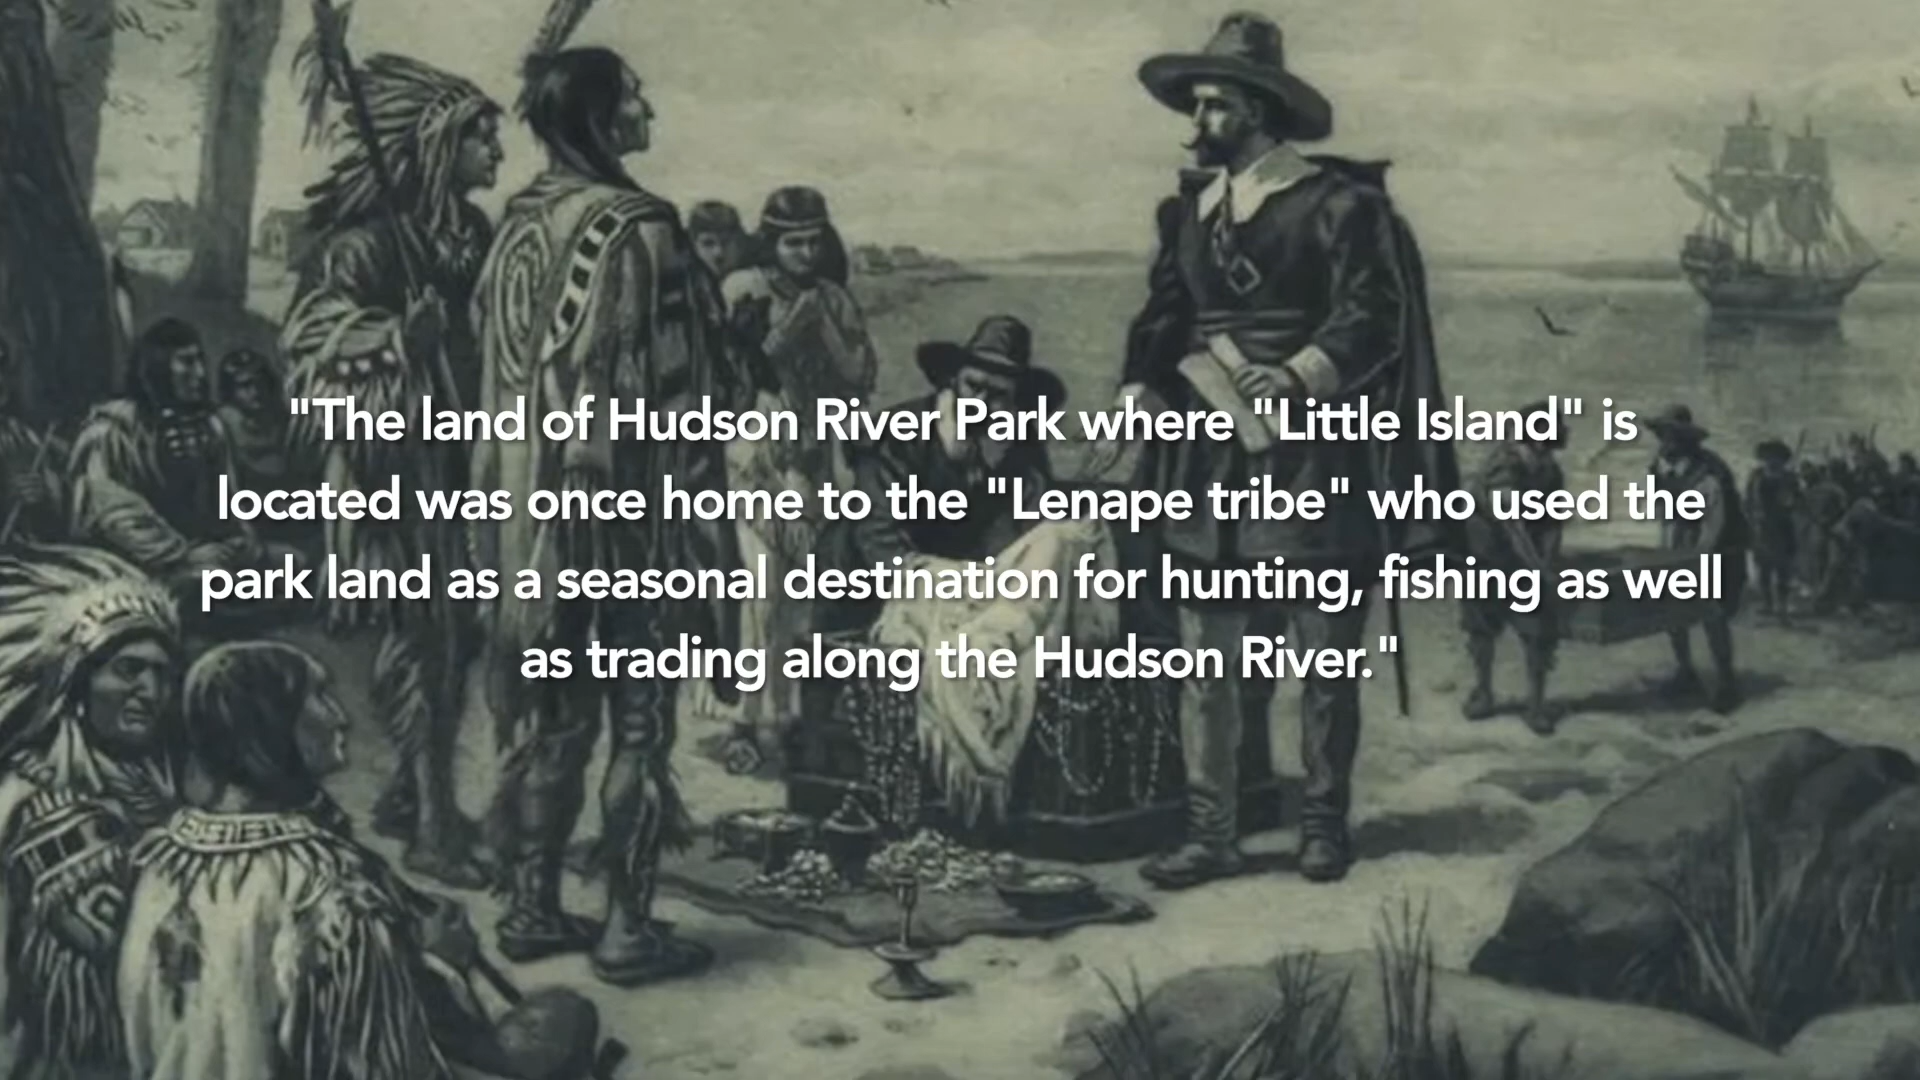 "The land of Hudson River Park where "Little Island" is
located was once home to the "Lenape tribe" who used the
park land as a seasonal destination for hunting, fishing as well
as trading along the Hudson River."